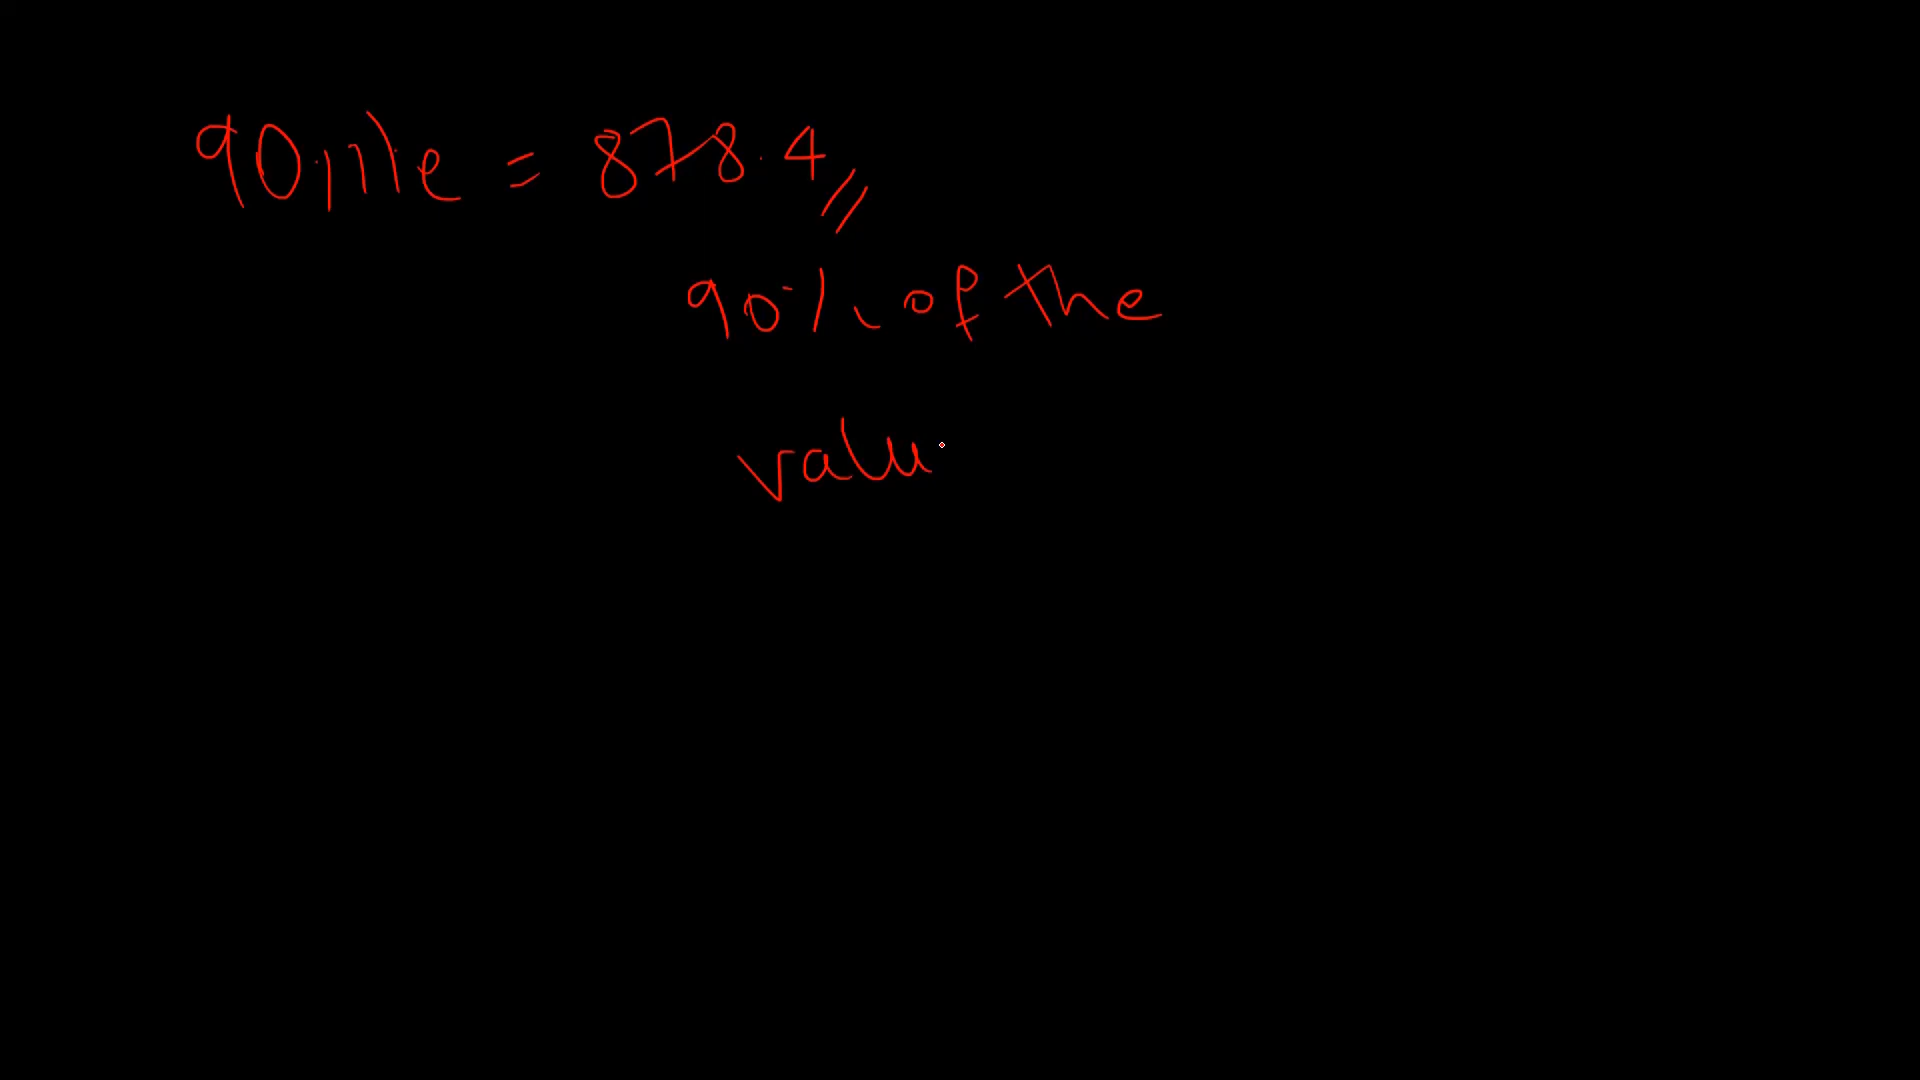 90%ile = 878.4
90% of the
valu